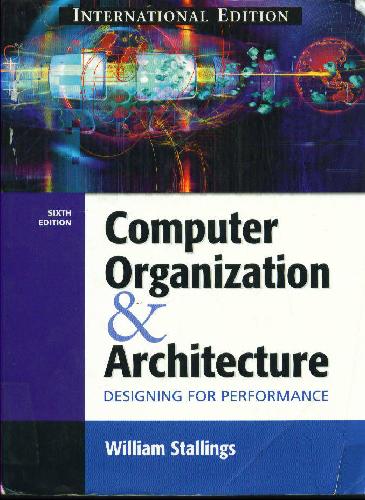 INTERNATIONAL EDITION
SIXTH
EDITION
Computer
Organization
&
Architecture
DESIGNING FOR PERFORMANCE
William Stallings